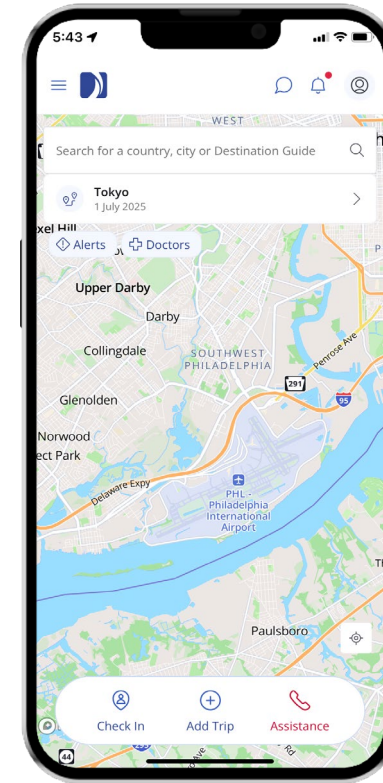 5:43
WEST
Search for a country, city or Destination Guide
Tokyo
1 July 2025
Alerts
Doctors
Upper Darby
Darby
Collingdale
SOUTHWEST
PHILADELPHIA
291
Penrose Ave
95
Glenolden
Norwood
ect Park
Delaware Expy
PHL -
Philadelphia
International
Airport
Paulsboro
Check In
Add Trip
Assistance
44
Rd